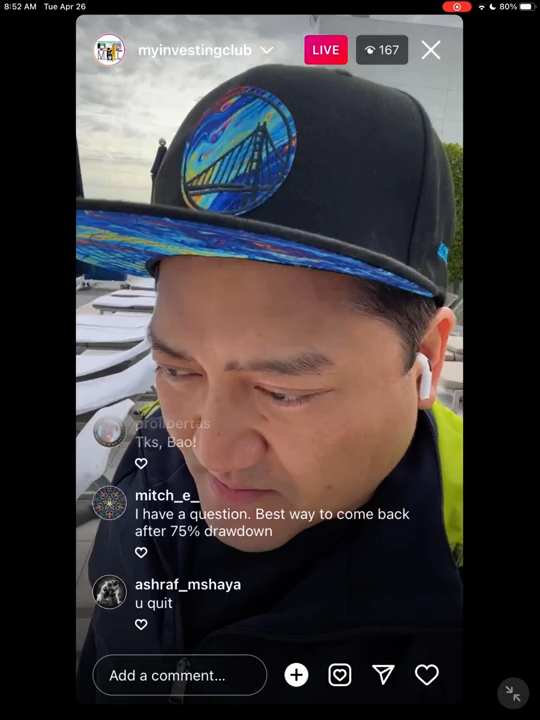 8:52 AM Tue Apr 26
80%
myinvestingclub
LIVE
167
prolibertas
Tks, Bao!
mitch_e_
I have a question. Best way to come back
after 75% drawdown
ashraf_mshaya
u quit
Add a comment...